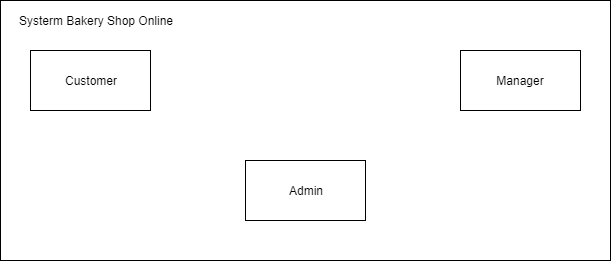 Systerm Bakery Shop Online
Customer
Manager
Admin